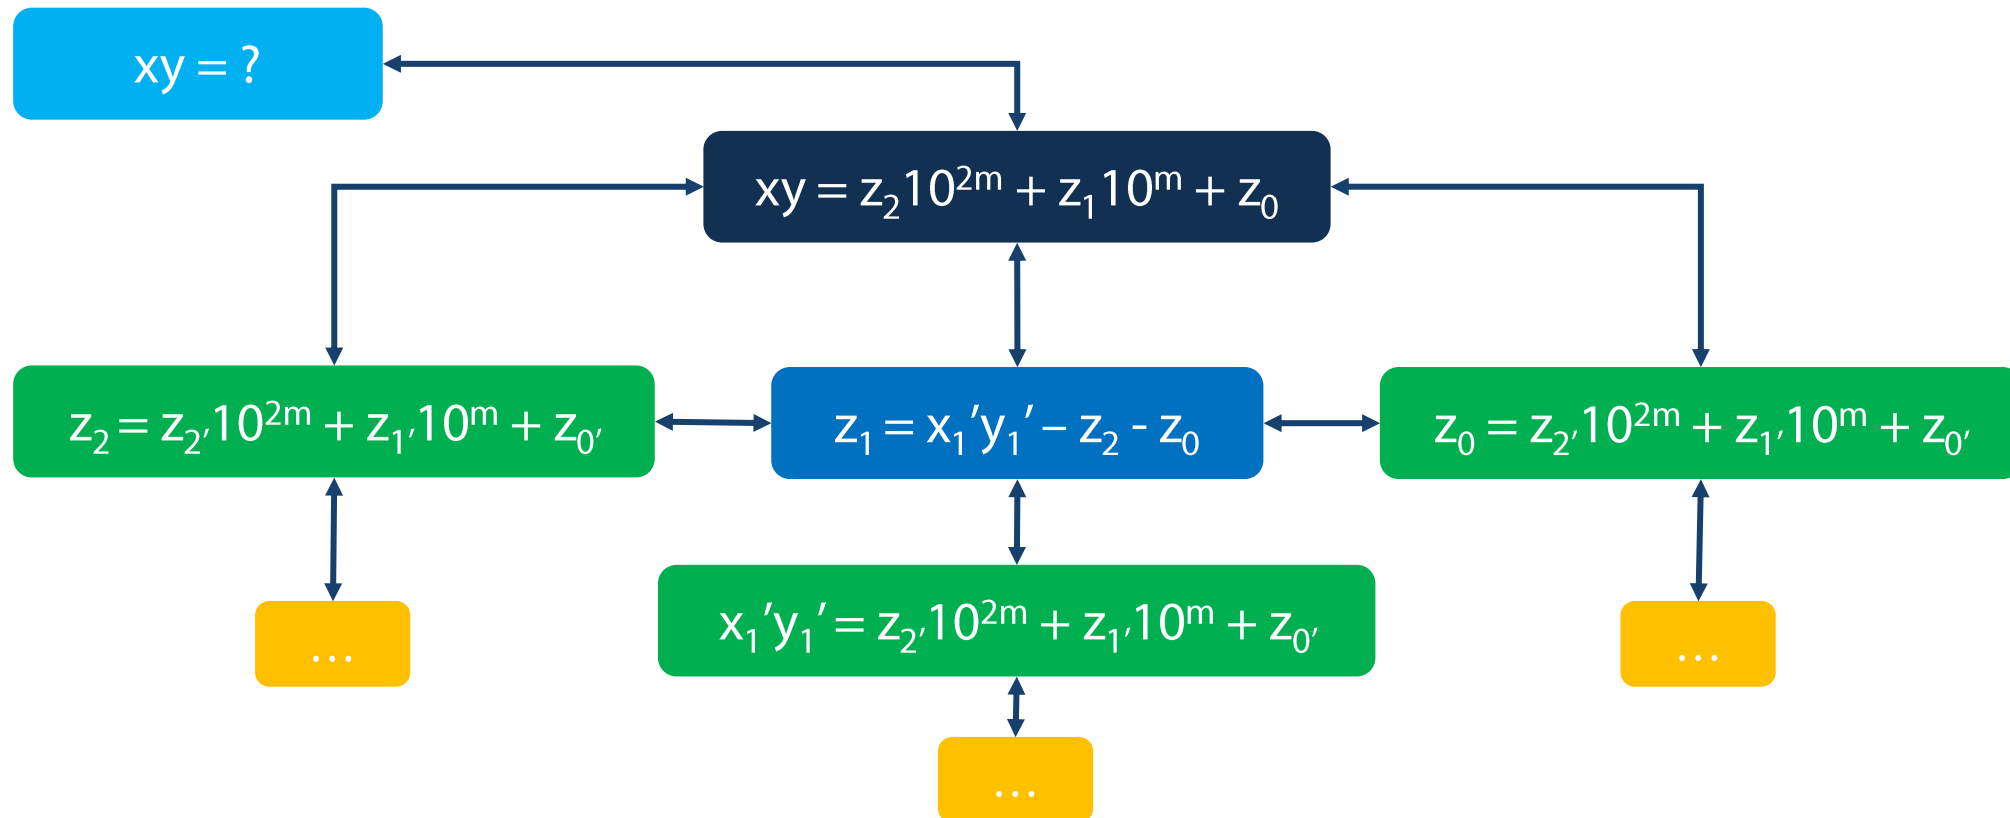 xy = ?
xy = z₂10²ᵐ + z₁10ᵐ + z₀
z₂ = z₂′10²ᵐ + z₁′10ᵐ + z₀′
z₁ = x₁′y₁′ – z₂ - z₀
z₀ = z₂′10²ᵐ + z₁′10ᵐ + z₀′
x₁′y₁′ = z₂′10²ᵐ + z₁′10ᵐ + z₀′
...
...
...